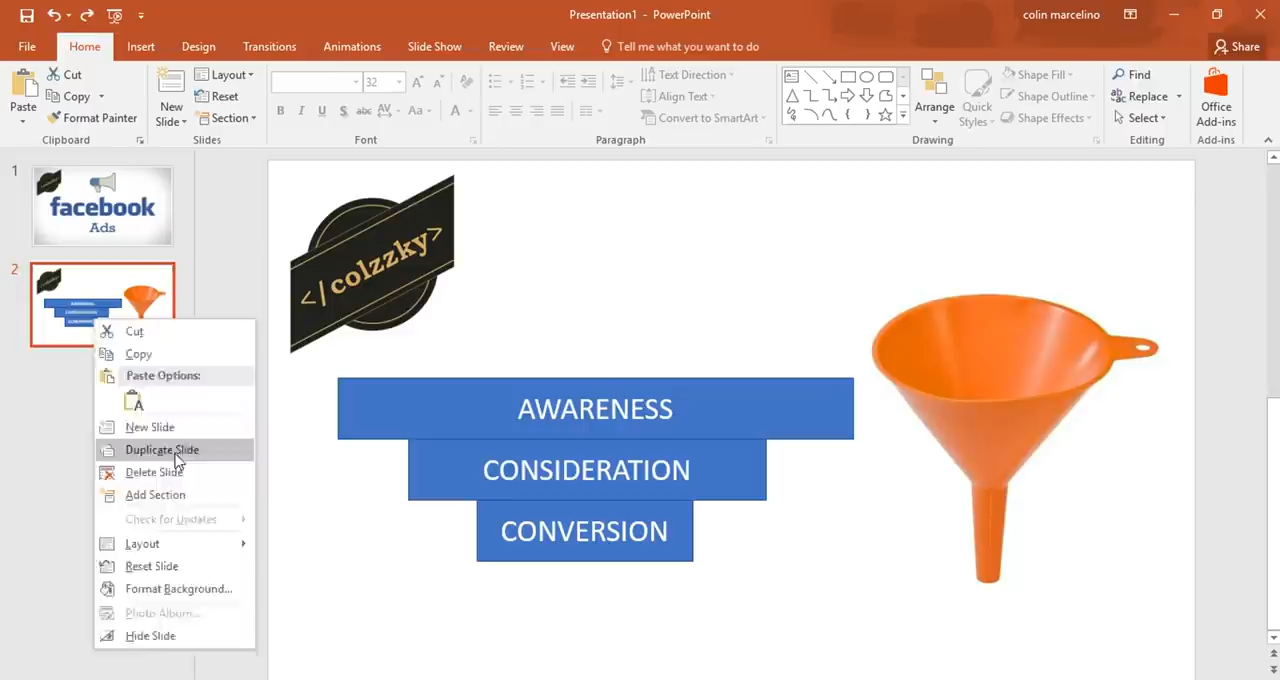 Presentation1 - PowerPoint
colin marcelino
File Home Insert Design Transitions Animations Slide Show Review View Tell me what you want to do Share
Cut
Copy
Format Painter
Paste
Clipboard
New Slide
Layout
Reset
Section
Slides
32
B I U S abc AV Aa A
Font
Text Direction
Align Text
Convert to SmartArt
Paragraph
Arrange
Quick Styles
Shape Fill
Shape Outline
Shape Effects
Drawing
Find
Replace
Select
Editing
Office Add-ins
Add-ins
1
facebook
Ads
2
Cut
Copy
Paste Options:
A
New Slide
Duplicate Slide
Delete Slide
Add Section
Check for Updates
Layout
Reset Slide
Format Background...
Photo Album...
Hide Slide
</colzzky>
AWARENESS
CONSIDERATION
CONVERSION